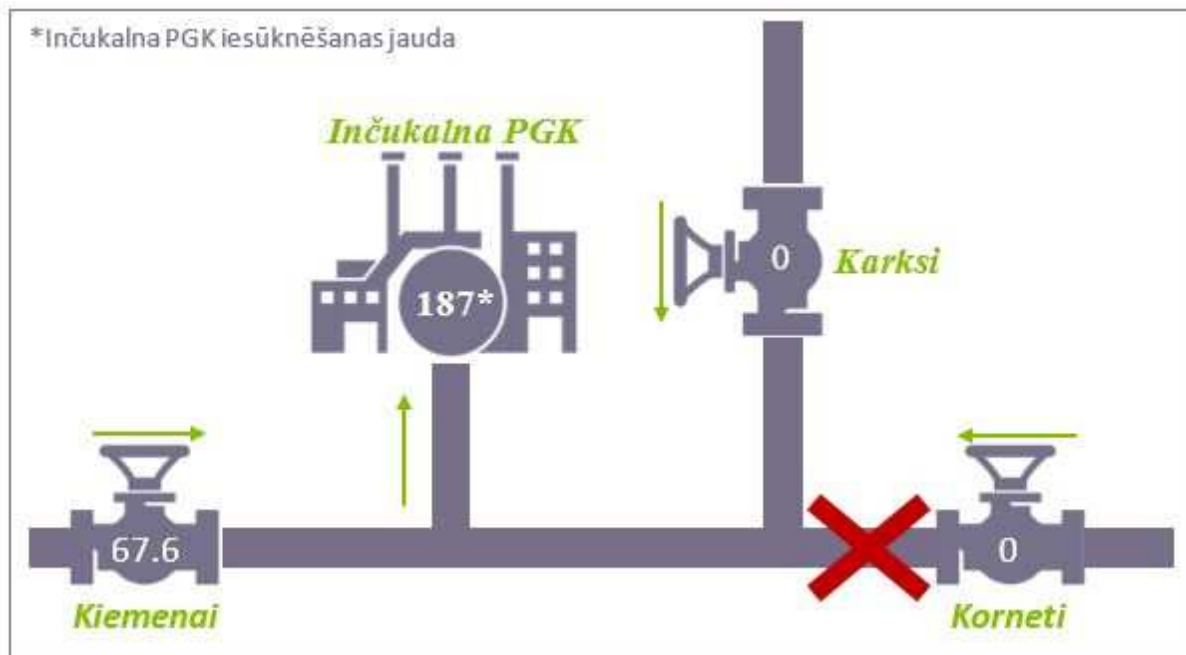 *Inčukalna PGK iesūknēšanas jauda
Inčukalna PGK
187*
0
Karksi
67.6
0
Kiemenai
Korneti